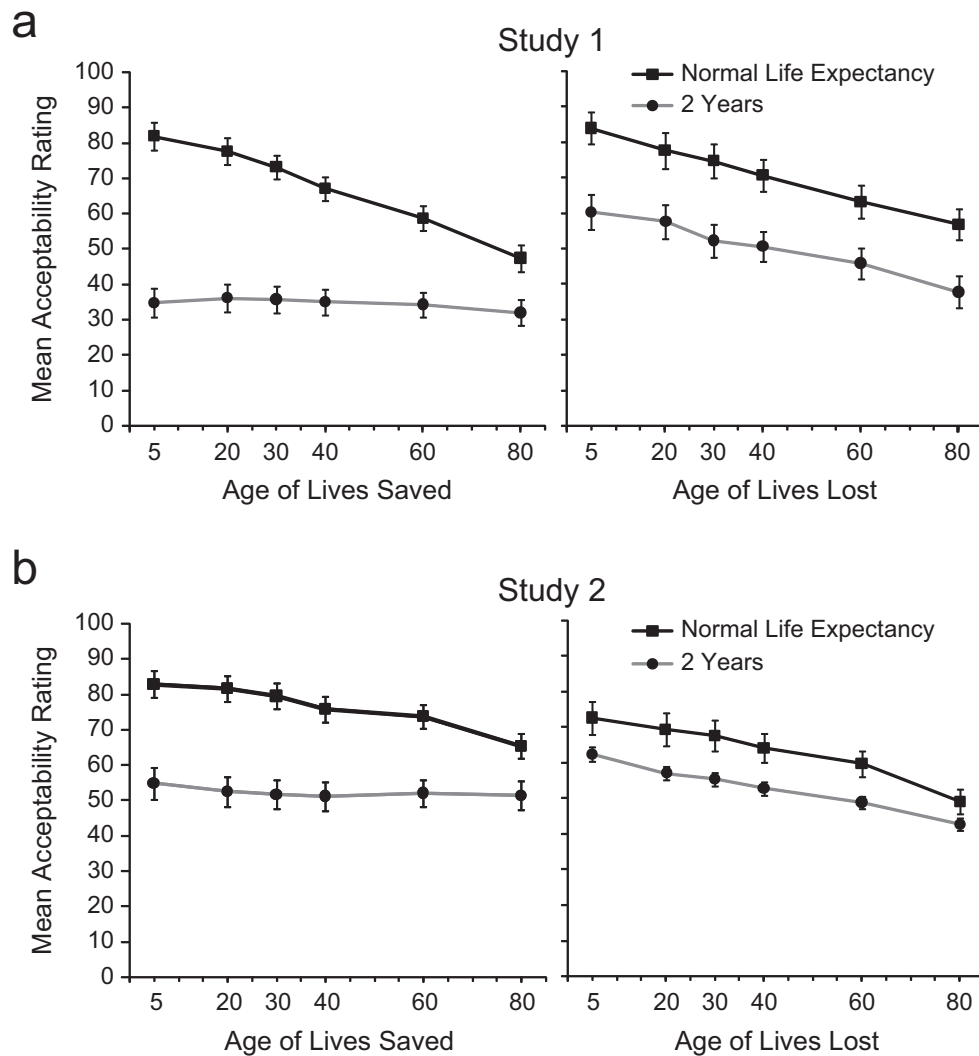 a
Study 1
Mean Acceptability Rating
100
90
80
70
60
50
40
30
20
10
0
5 20 30 40 60 80
Age of Lives Saved
Normal Life Expectancy
2 Years
5 20 30 40 60 80
Age of Lives Lost
b
Study 2
Mean Acceptability Rating
100
90
80
70
60
50
40
30
20
10
0
5 20 30 40 60 80
Age of Lives Saved
Normal Life Expectancy
2 Years
5 20 30 40 60 80
Age of Lives Lost